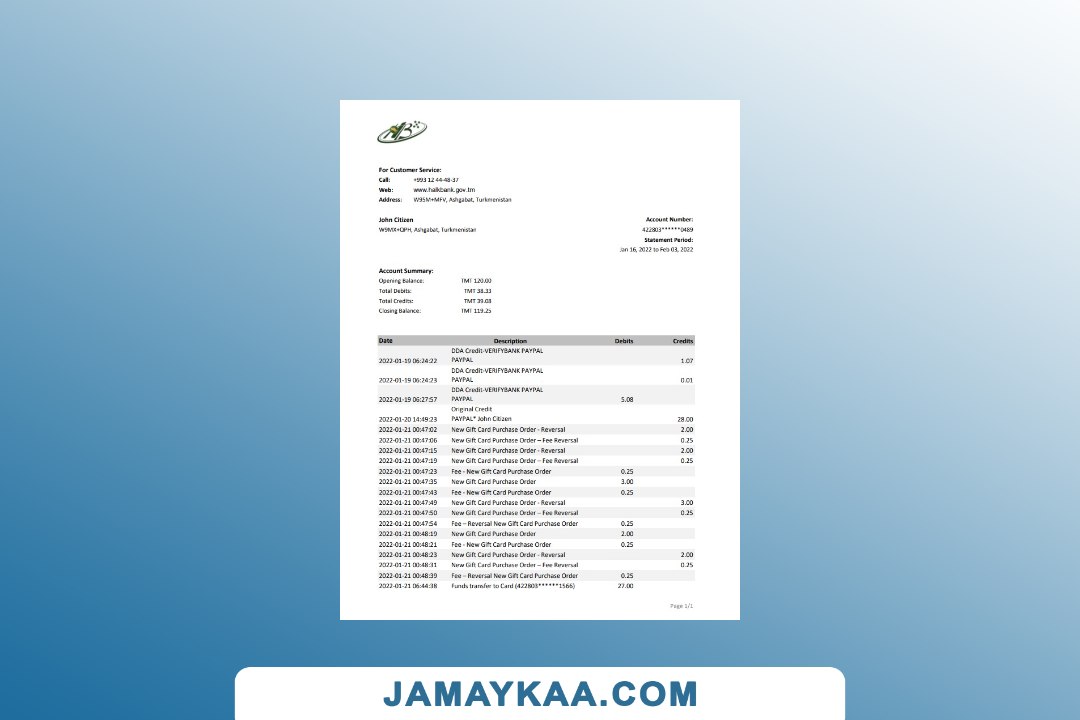 For Customer Service:
Call: +993 12 44-48-37
Web: www.halkbank.gov.tm
Address: W95M+MFV, Ashgabat, Turkmenistan
John Citizen
W9MX+QPH, Ashgabat, Turkmenistan
Account Number:
422803******0489
Statement Period:
Jan 16, 2022 to Feb 03, 2022
Account Summary:
Opening Balance: TMT 120.00
Total Debits: TMT 38.33
Total Credits: TMT 39.08
Closing Balance: TMT 119.25
Date Description Debits Credits
DDA Credit-VERIFYBANK PAYPAL
2022-01-19 06:24:22 PAYPAL 1.07
DDA Credit-VERIFYBANK PAYPAL
2022-01-19 06:24:23 PAYPAL 0.01
DDA Credit-VERIFYBANK PAYPAL
2022-01-19 06:27:57 PAYPAL 5.08
Original Credit
2022-01-20 14:49:23 PAYPAL* John Citizen 28.00
2022-01-21 00:47:02 New Gift Card Purchase Order - Reversal 2.00
2022-01-21 00:47:06 New Gift Card Purchase Order – Fee Reversal 0.25
2022-01-21 00:47:15 New Gift Card Purchase Order - Reversal 2.00
2022-01-21 00:47:19 New Gift Card Purchase Order – Fee Reversal 0.25
2022-01-21 00:47:23 Fee - New Gift Card Purchase Order 0.25
2022-01-21 00:47:35 New Gift Card Purchase Order 3.00
2022-01-21 00:47:43 Fee - New Gift Card Purchase Order 0.25
2022-01-21 00:47:49 New Gift Card Purchase Order - Reversal 3.00
2022-01-21 00:47:50 New Gift Card Purchase Order – Fee Reversal 0.25
2022-01-21 00:47:54 Fee – Reversal New Gift Card Purchase Order 0.25
2022-01-21 00:48:19 New Gift Card Purchase Order 2.00
2022-01-21 00:48:21 Fee - New Gift Card Purchase Order 0.25
2022-01-21 00:48:23 New Gift Card Purchase Order - Reversal 2.00
2022-01-21 00:48:31 New Gift Card Purchase Order – Fee Reversal 0.25
2022-01-21 00:48:39 Fee – Reversal New Gift Card Purchase Order 0.25
2022-01-21 06:44:38 Funds transfer to Card (422803******1566) 27.00
Page 1/1
JAMAYKAA.COM